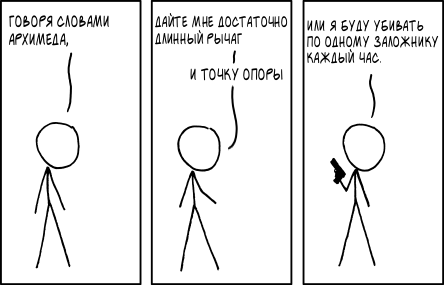 ГОВОРЯ СЛОВАМИ
АРХИМЕДА,
ДАЙТЕ МНЕ ДОСТАТОЧНО
ДЛИННЫЙ РЫЧАГ
И ТОЧКУ ОПОРЫ
ИЛИ Я БУДУ УБИВАТЬ
ПО ОДНОМУ ЗАЛОЖНИКУ
КАЖДЫЙ ЧАС.